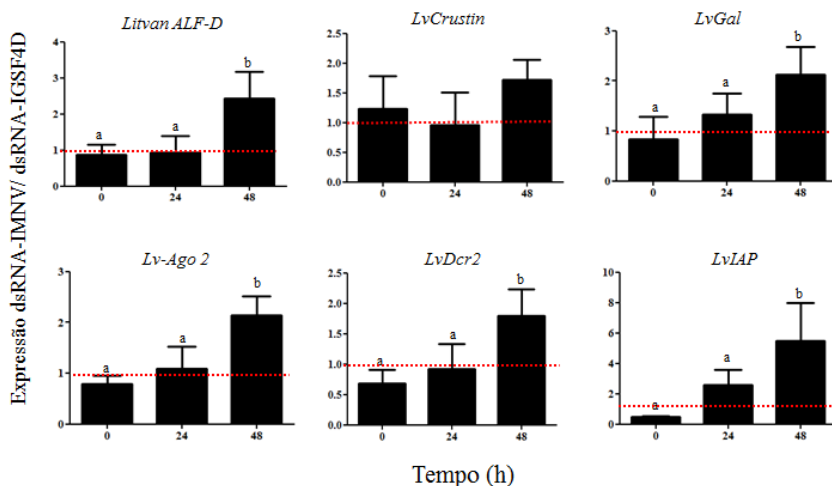 Litvan ALF-D
LvCrustin
LvGal
Expressão dsRNA-IMNV/ dsRNA-IGSF4D
4
3
2
1
0
a
a
b
0
24
48
2.5
2.0
1.5
1.0
0.5
0.0
0
24
48
3
2
1
0
a
a
b
0
24
48
Lv-Ago 2
LvDcr2
LvIAP
3
2
1
0
a
a
b
0
24
48
2.5
2.0
1.5
1.0
0.5
0.0
a
a
b
0
24
48
10
8
6
4
2
0
a
a
b
0
24
48
Tempo (h)